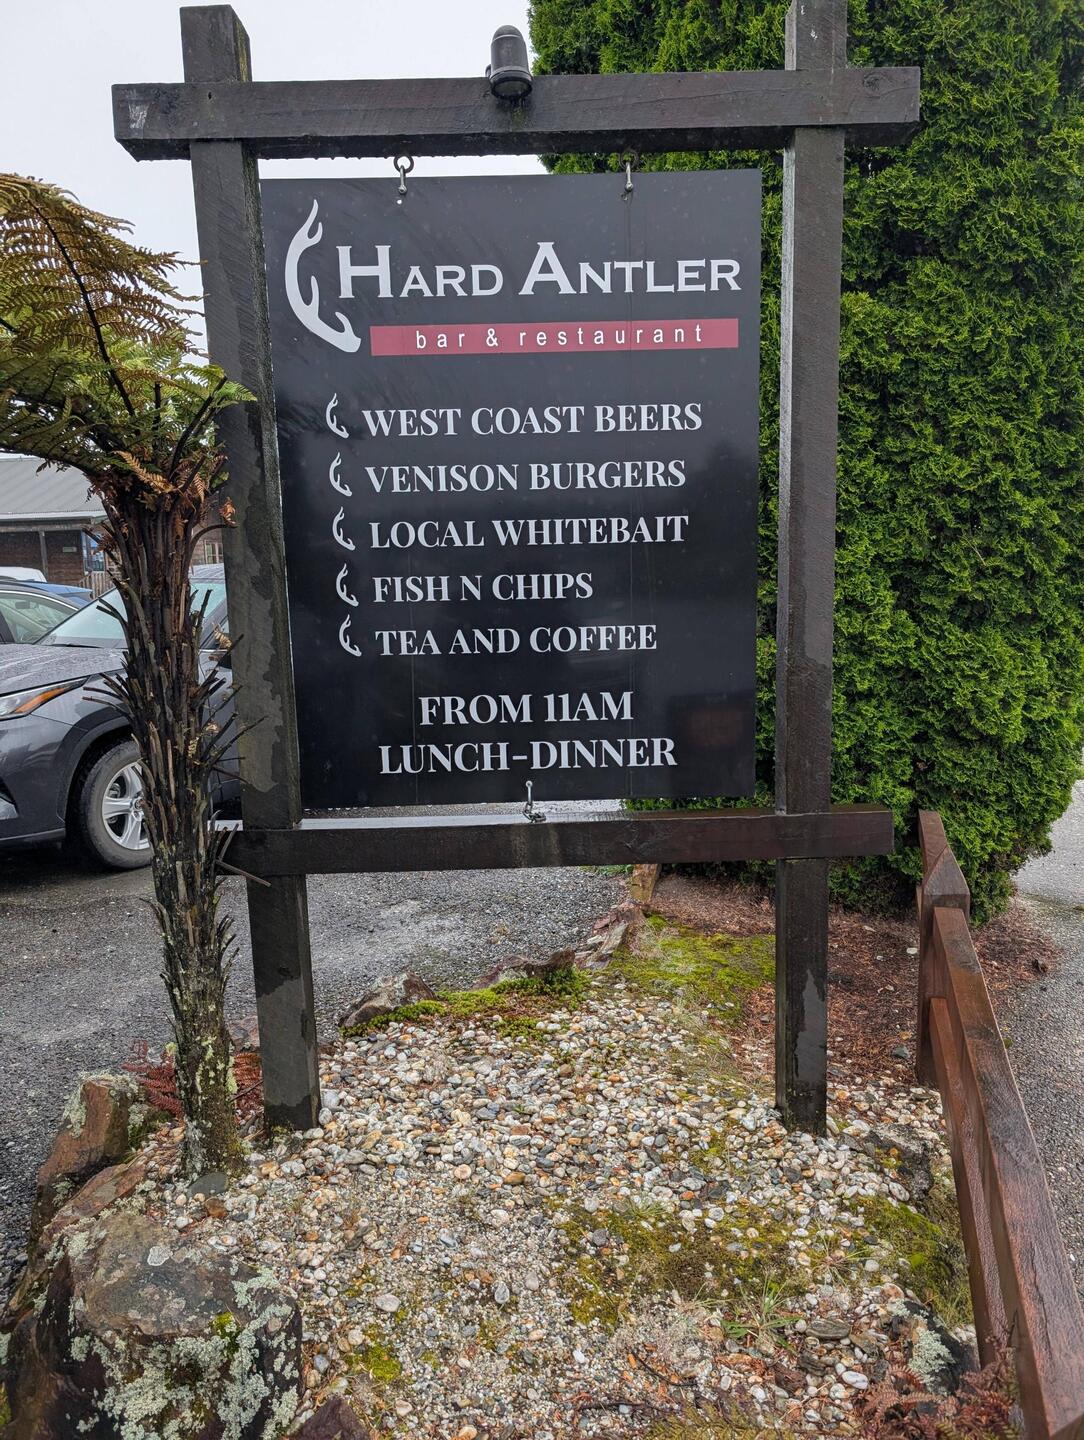 HARD ANTLER
bar & restaurant
WEST COAST BEERS
VENISON BURGERS
LOCAL WHITEBAIT
FISH N CHIPS
TEA AND COFFEE
FROM 11AM
LUNCH-DINNER